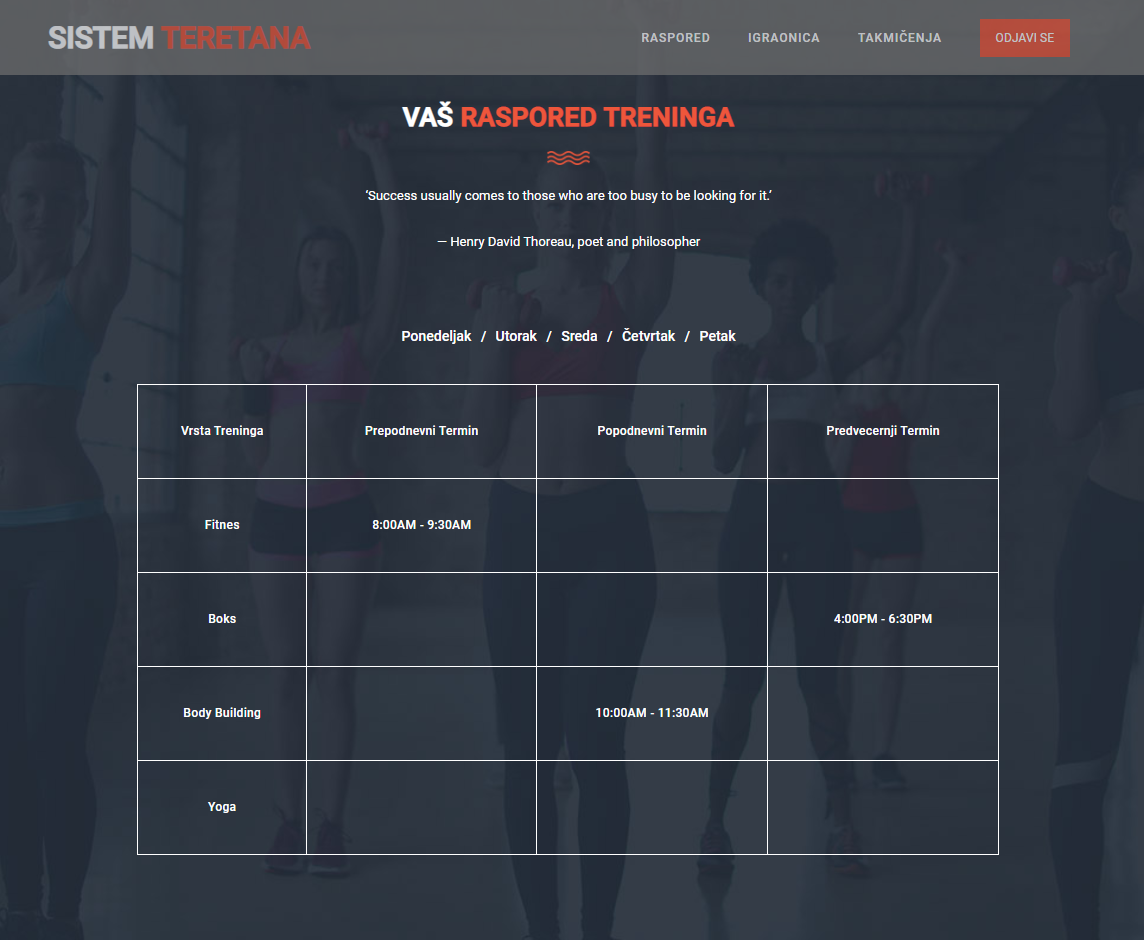 SISTEM TERETANA
RASPORED IGRAONICA TAKMIČENJA ODJAVI SE
VAŠ RASPORED TRENINGA
'Success usually comes to those who are too busy to be looking for it.'
— Henry David Thoreau, poet and philosopher
Ponedeljak / Utorak / Sreda / Četvrtak / Petak
Vrsta Treninga Prepodnevni Termin Popodnevni Termin Predvecernji Termin
Fitnes 8:00AM - 9:30AM
Boks 4:00PM - 6:30PM
Body Building 10:00AM - 11:30AM
Yoga